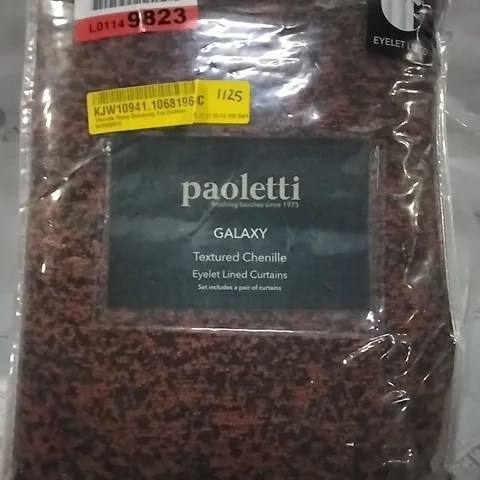 L0114 9823
EYELET LINED
KJW10941.1068196-C
1125
paoletti
finishing touches since 1973
GALAXY
Textured Chenille
Eyelet Lined Curtains
Set includes a pair of curtains